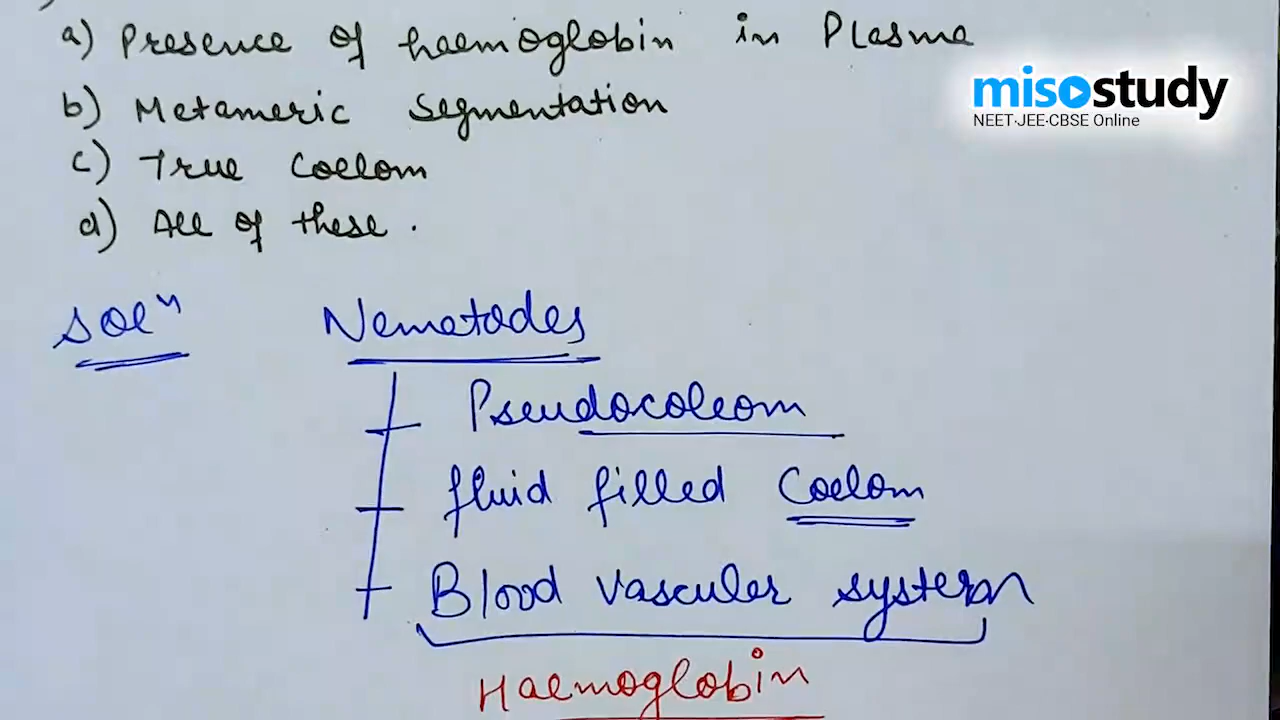 a) Presence of haemoglobin in Plasma
misostudy
NEET-JEE-CBSE Online
b) Metameric segmentation
c) True Coelom
d) All of these.
Solⁿ
Nematodes
Pseudocoleom
fluid filled Coelom
Blood vascular system
Haemoglobin